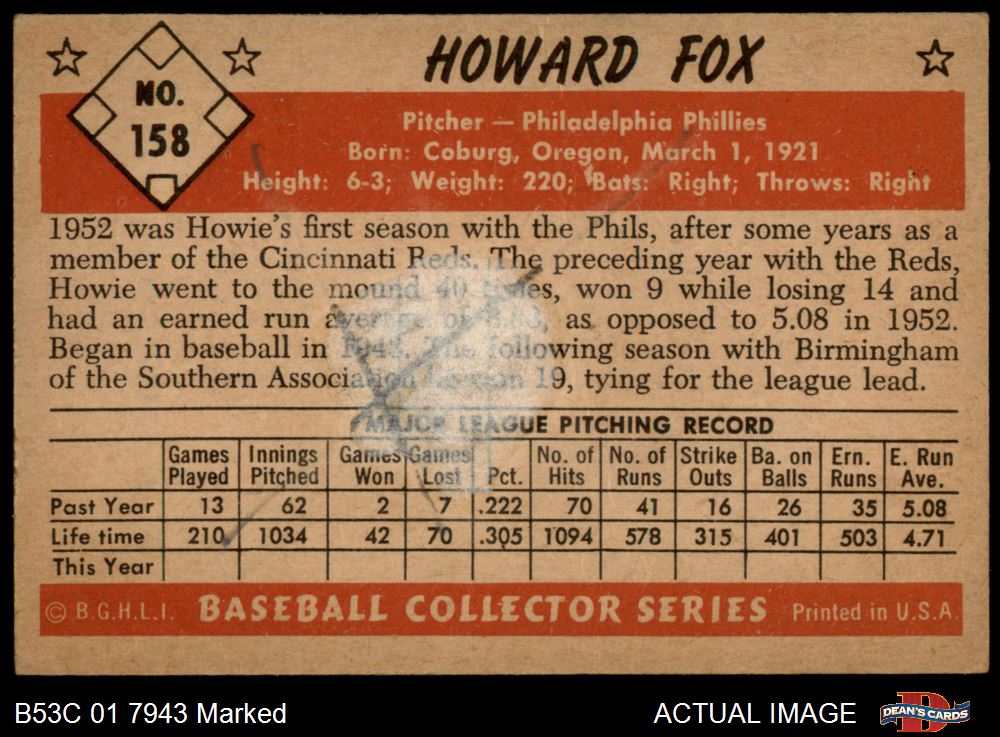 NO.
158
HOWARD FOX
Pitcher — Philadelphia Phillies
Born: Coburg, Oregon, March 1, 1921
Height: 6-3; Weight: 220; Bats: Right; Throws: Right
1952 was Howie's first season with the Phils, after some years as a
member of the Cincinnati Reds. The preceding year with the Reds,
Howie went to the mound 40 times, won 9 while losing 14 and
had an earned run average of as opposed to 5.08 in 1952.
Began in baseball in The following season with Birmingham
of the Southern Association 19, tying for the league lead.
MAJOR LEAGUE PITCHING RECORD
Games Played Innings Pitched Games Won Games Lost Pct. No. of Hits No. of Runs Strike Outs Ba. on Balls Ern. Runs E. Run Ave.
Past Year 13 62 2 7 .222 70 41 16 26 35 5.08
Life time 210 1034 42 70 .305 1094 578 315 401 503 4.71
This Year
© B.G.H.L.I. BASEBALL COLLECTOR SERIES Printed in U.S.A.
B53C 01 7943 Marked ACTUAL IMAGE DEAN'S CARDS